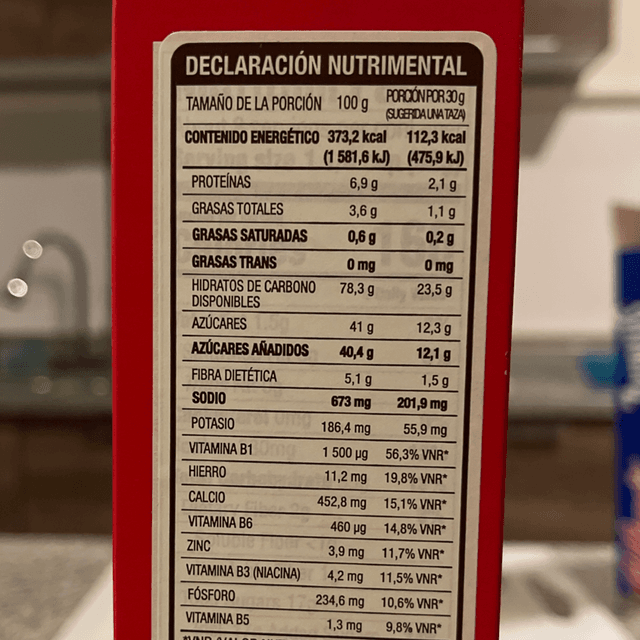 DECLARACIÓN NUTRIMENTAL
TAMAÑO DE LA PORCIÓN 100 g PORCIÓN POR 30 g
(SUGERIDA UNA TAZA)
CONTENIDO ENERGÉTICO 373,2 kcal 112,3 kcal
(1 581,6 kJ) (475,9 kJ)
PROTEÍNAS 6,9 g 2,1 g
GRASAS TOTALES 3,6 g 1,1 g
GRASAS SATURADAS 0,6 g 0,2 g
GRASAS TRANS 0 mg 0 mg
HIDRATOS DE CARBONO 78,3 g 23,5 g
DISPONIBLES
AZÚCARES 41 g 12,3 g
AZÚCARES AÑADIDOS 40,4 g 12,1 g
FIBRA DIETÉTICA 5,1 g 1,5 g
SODIO 673 mg 201,9 mg
POTASIO 186,4 mg 55,9 mg
VITAMINA B1 1 500 µg 56,3% VNR*
HIERRO 11,2 mg 19,8% VNR*
CALCIO 452,8 mg 15,1% VNR*
VITAMINA B6 460 µg 14,8% VNR*
ZINC 3,9 mg 11,7% VNR*
VITAMINA B3 (NIACINA) 4,2 mg 11,5% VNR*
FÓSFORO 234,6 mg 10,6% VNR*
VITAMINA B5 1,3 mg 9,8% VNR*